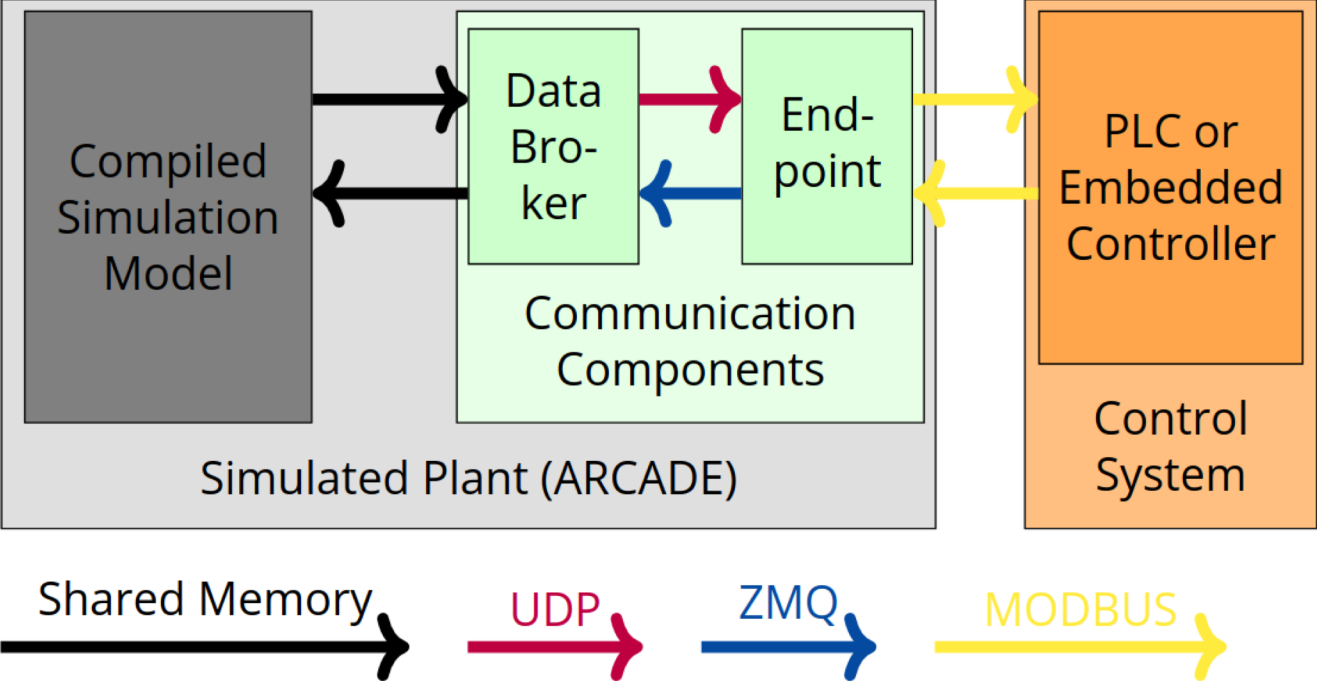 Compiled
Simulation
Model
Data
Bro-
ker
End-
point
Communication
Components
Simulated Plant (ARCADE)
PLC or
Embedded
Controller
Control
System
Shared Memory
UDP
ZMQ
MODBUS